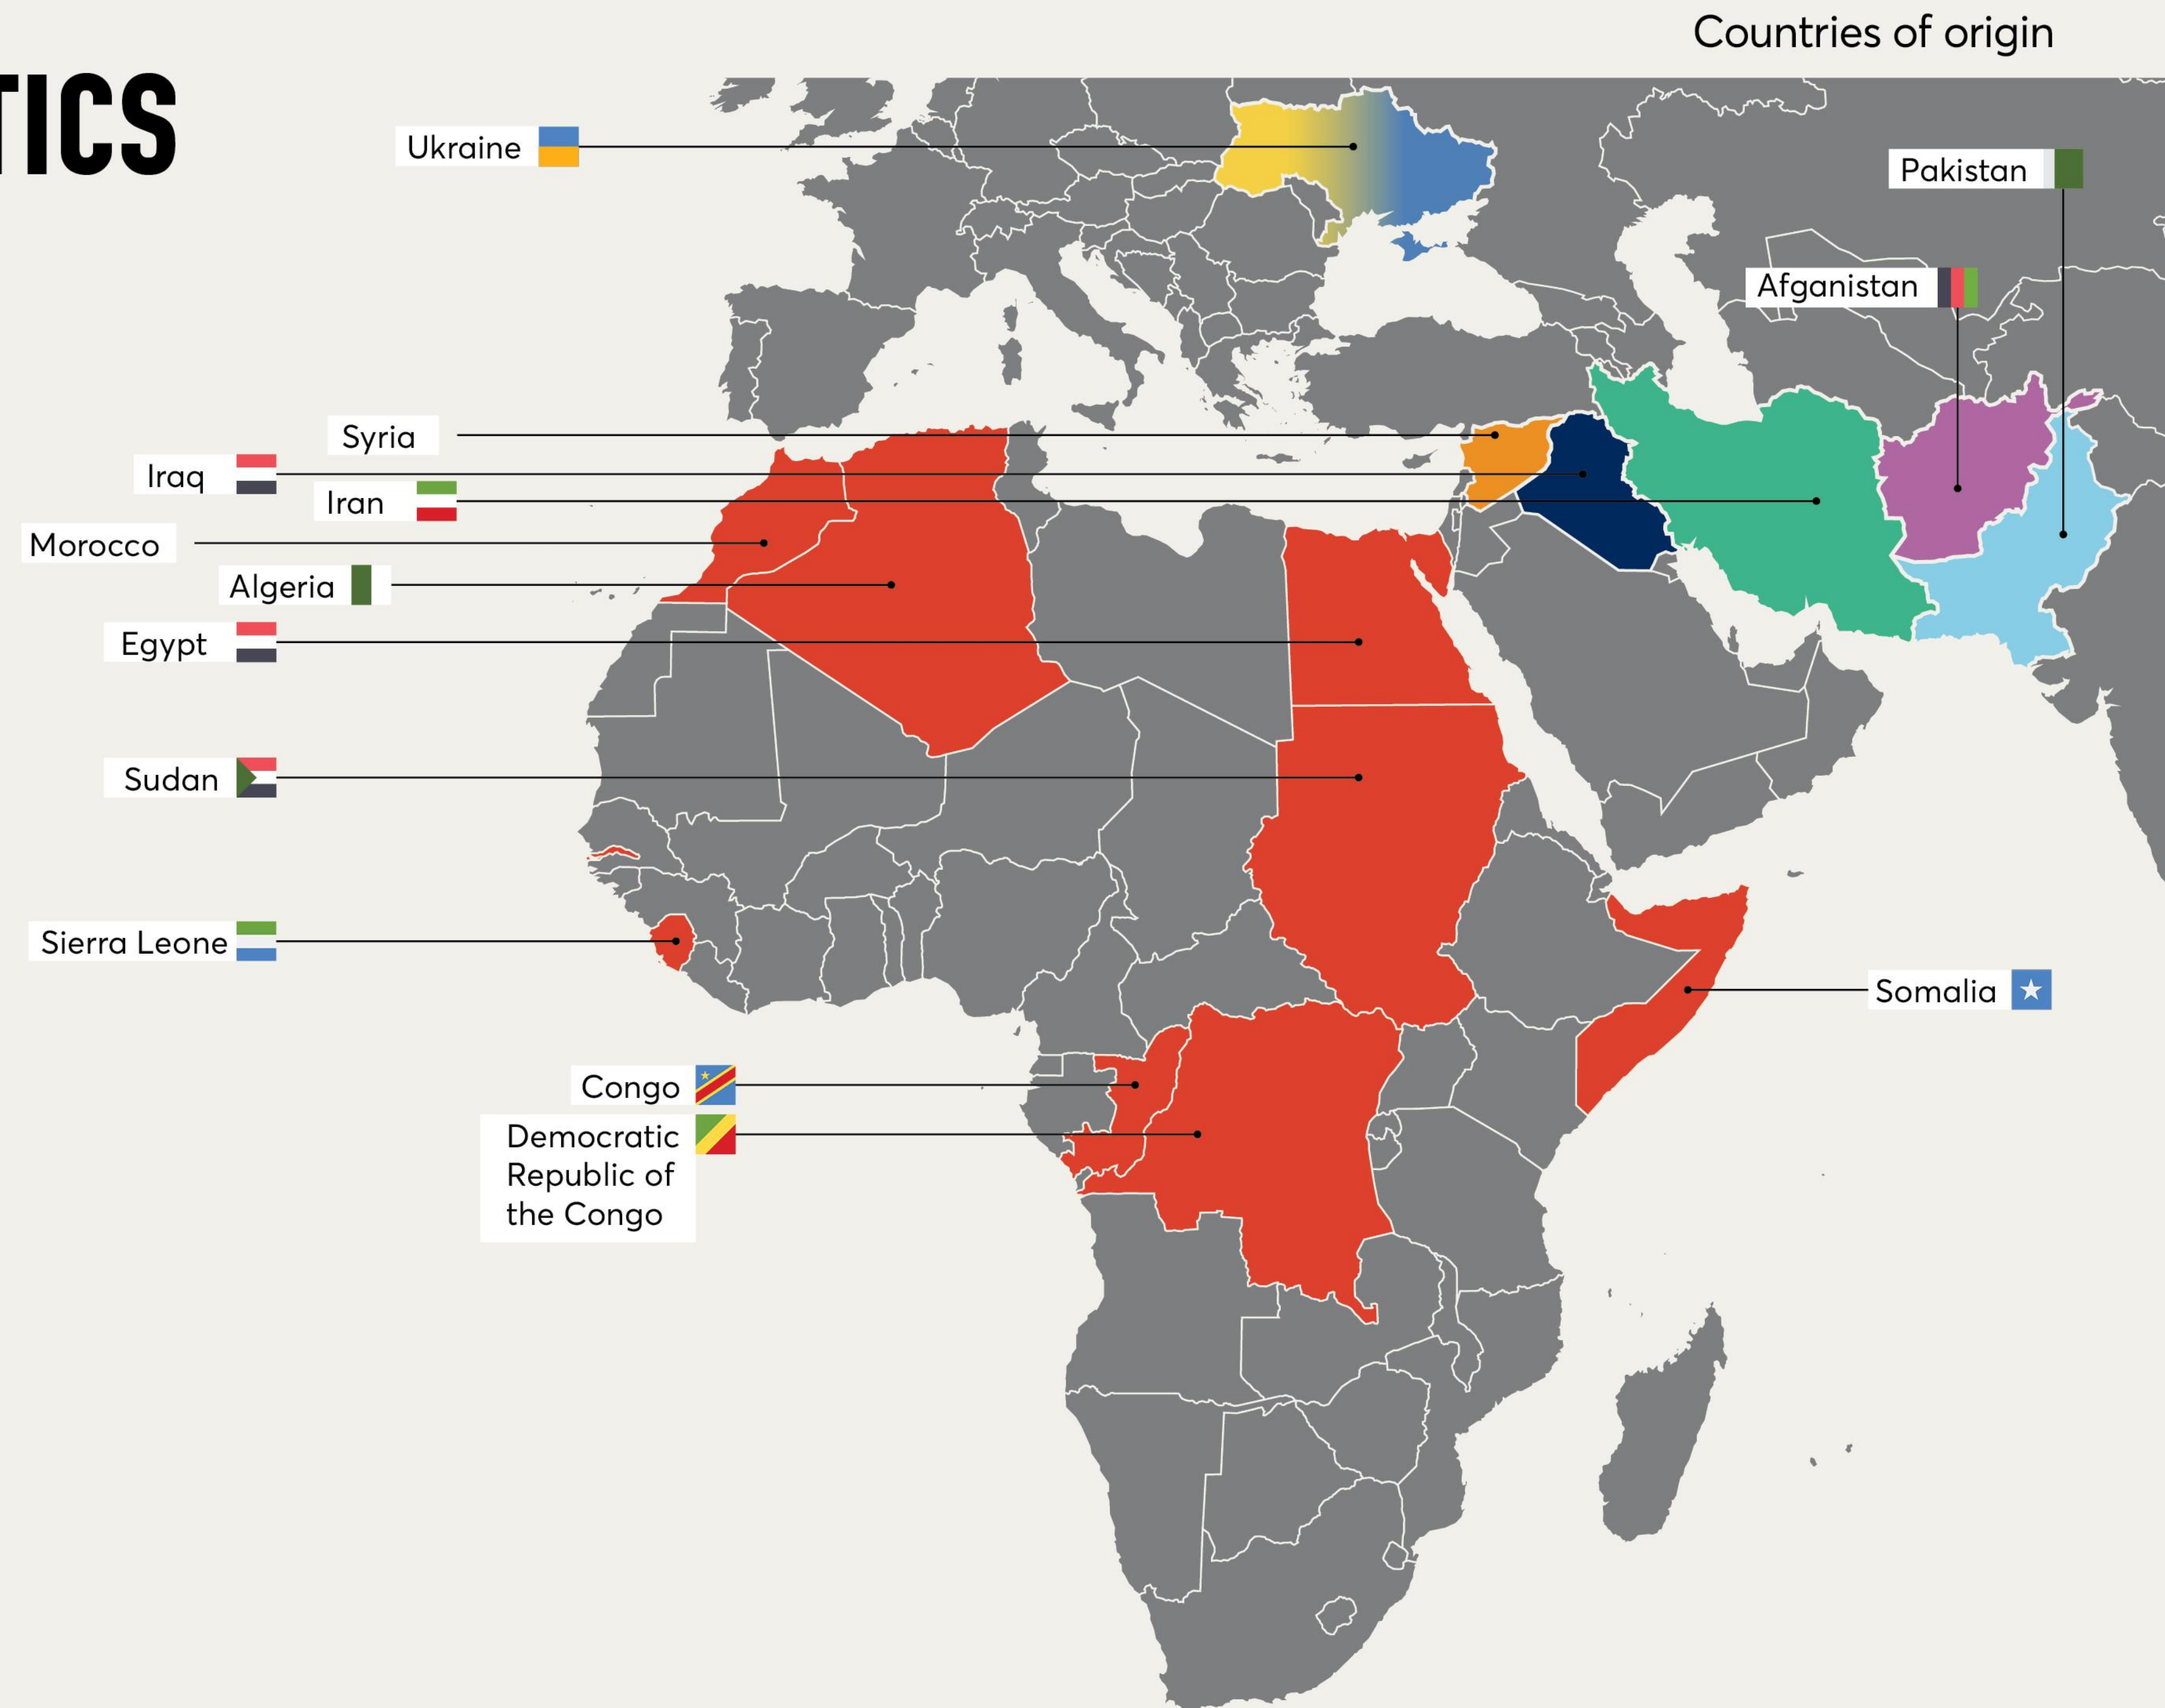 Countries of origin
TICS
Ukraine
Pakistan
Afganistan
Syria
Iraq
Iran
Morocco
Algeria
Egypt
Sudan
Sierra Leone
Somalia
Congo
Democratic
Republic of
the Congo